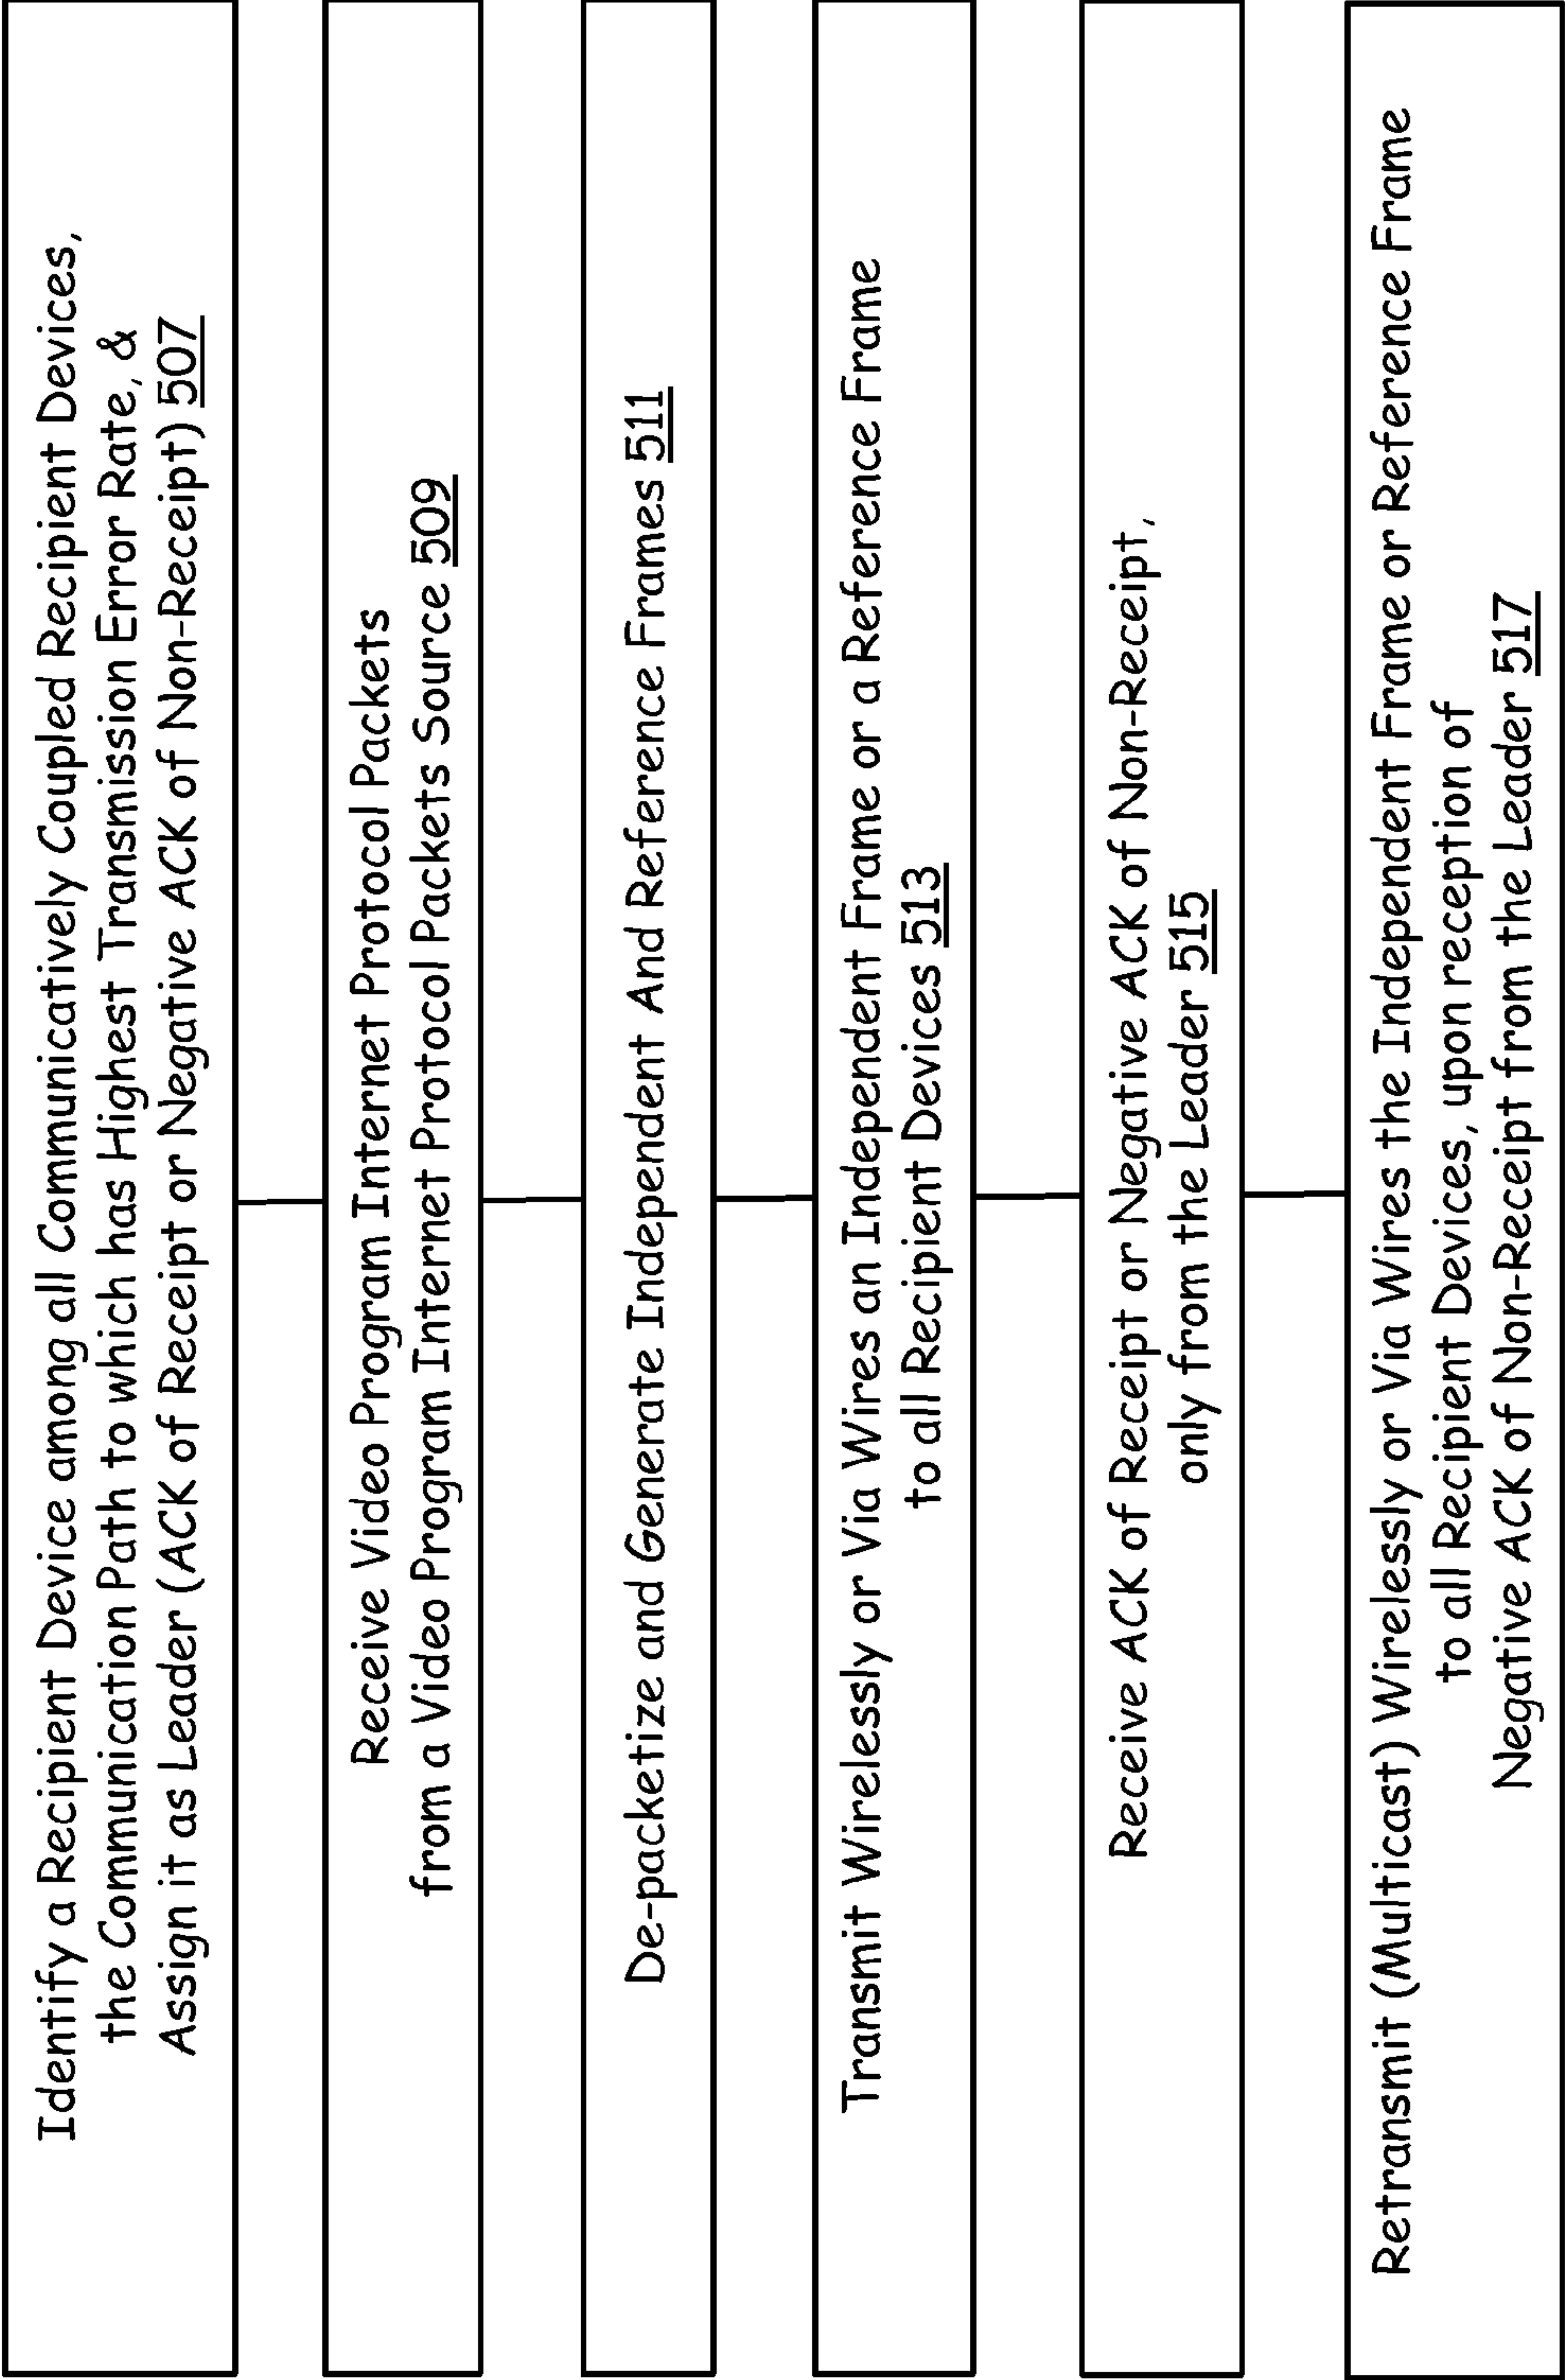 Identify a Recipient Device among all Communicatively Coupled Recipient Devices,
the Communication Path to which has Highest Transmission Error Rate, &
Assign it as Leader (ACK of Receipt or Negative ACK of Non-Receipt) 507
Receive Video Program Internet Protocol Packets
from a Video Program Internet Protocol Packets Source 509
De-packetize and Generate Independent And Reference Frames 511
Transmit Wirelessly or Via Wires an Independent Frame or a Reference Frame
to all Recipient Devices 513
Receive ACK of Receipt or Negative ACK of Non-Receipt,
only from the Leader 515
Retransmit (Multicast) Wirelessly or Via Wires the Independent Frame or Reference Frame
to all Recipient Devices, upon reception of
Negative ACK of Non-Receipt from the Leader 517